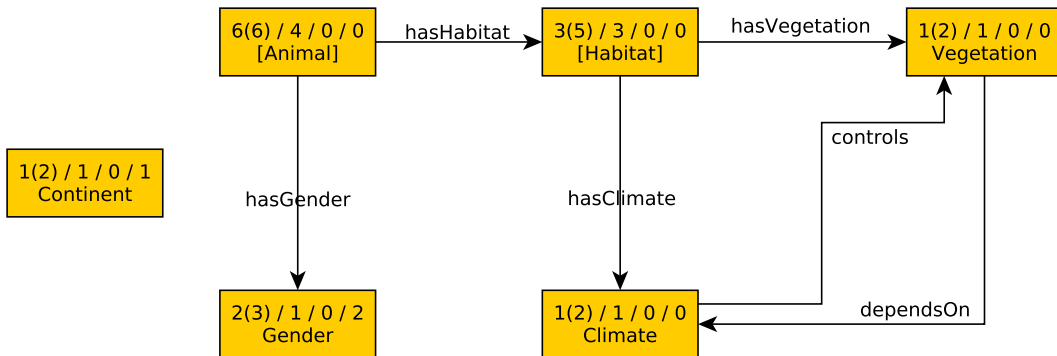 6(6) / 4 / 0 / 0
[Animal]
hasHabitat
3(5) / 3 / 0 / 0
[Habitat]
hasVegetation
1(2) / 1 / 0 / 0
Vegetation
controls
1(2) / 1 / 0 / 1
Continent
hasGender
hasClimate
2(3) / 1 / 0 / 2
Gender
1(2) / 1 / 0 / 0
Climate
dependsOn